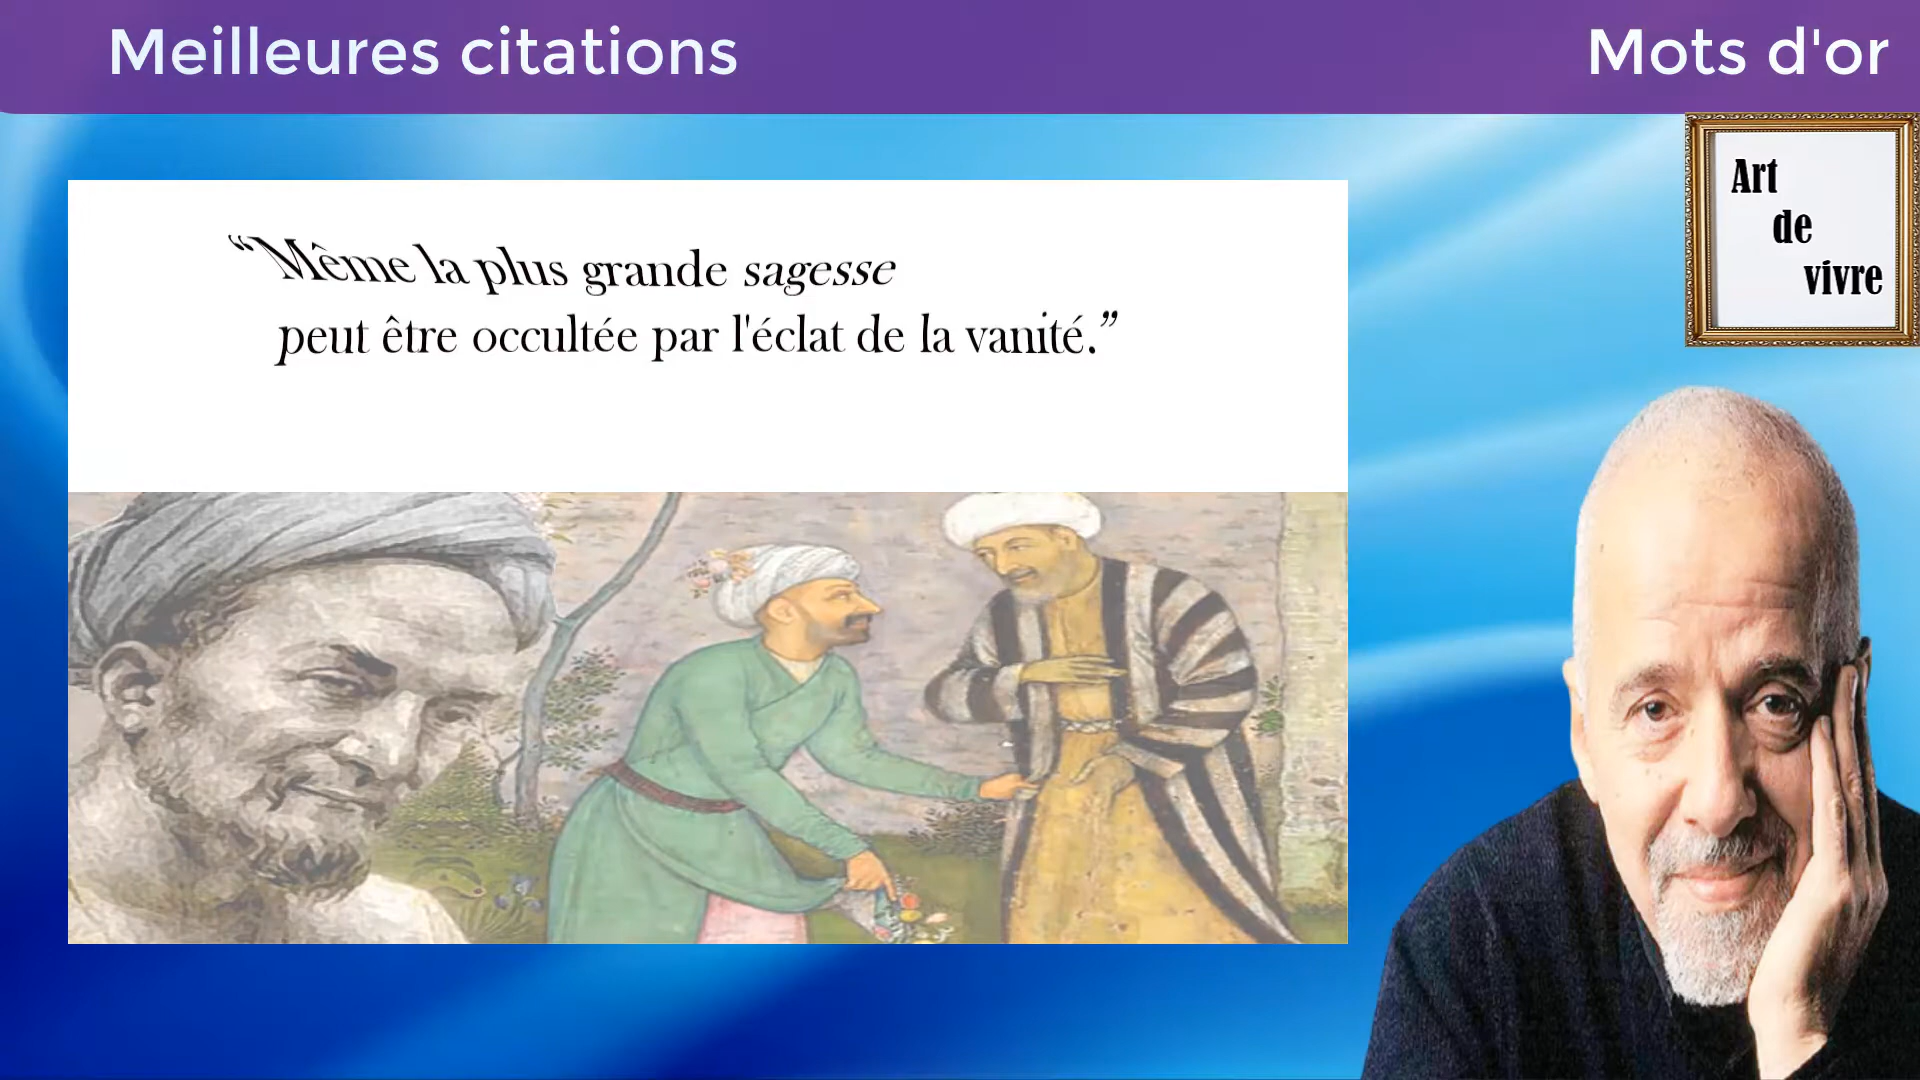 Meilleures citations
Mots d'or
Art
de
vivre
“Même la plus grande sagesse
peut être occultée par l'éclat de la vanité.”